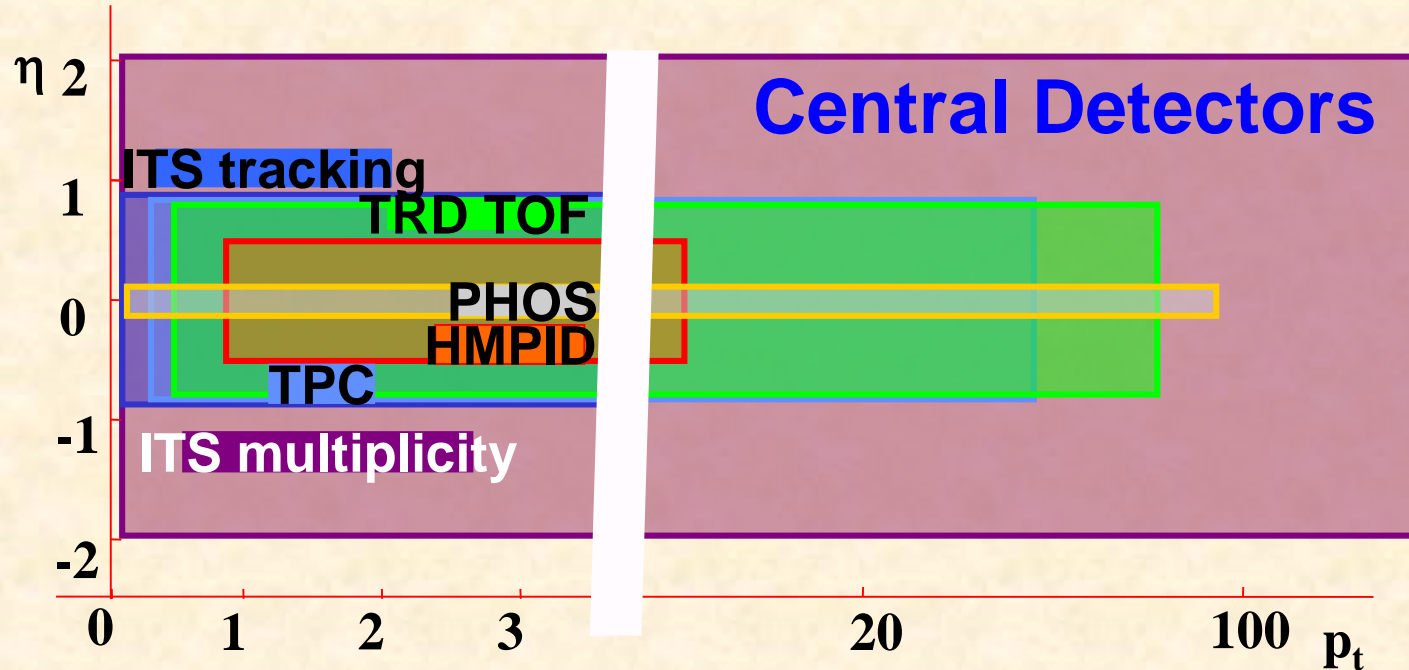 η 2
Central Detectors
ITS tracking
1
TRD TOF
PHOS
0
HMPID
TPC
-1
ITS multiplicity
-2
0 1 2 3 20 100 pt